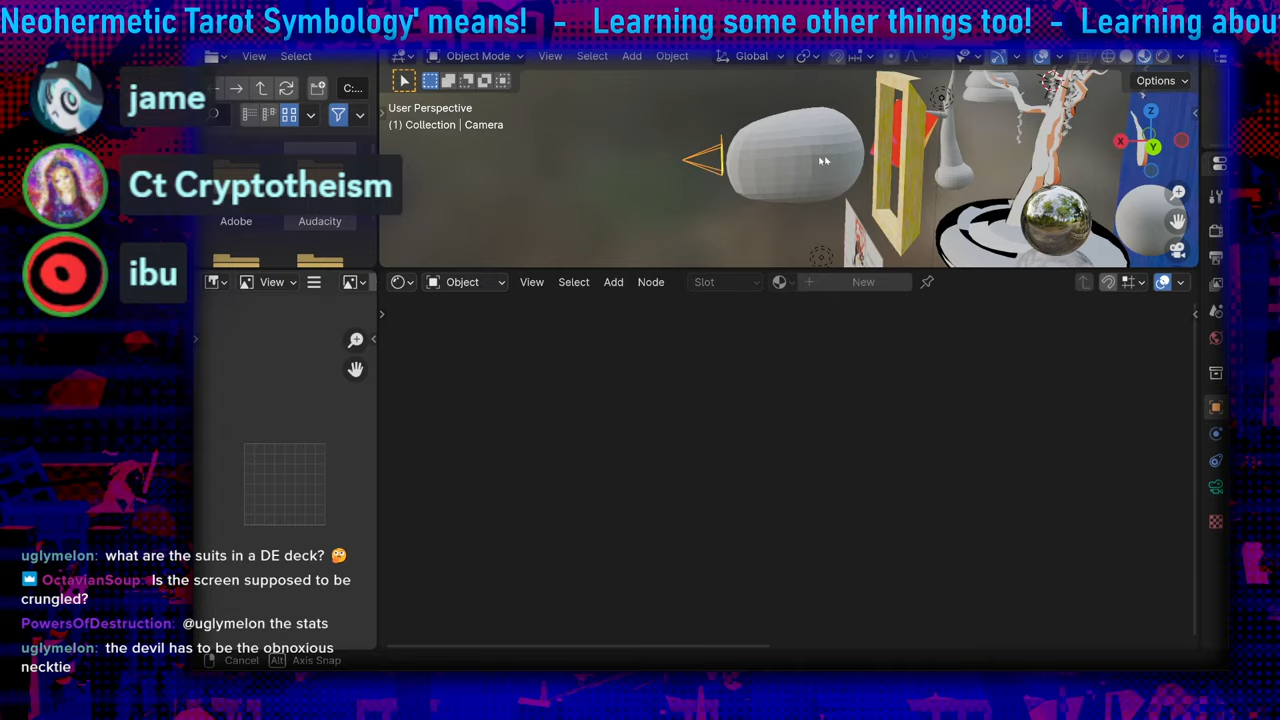 Neohermetic Tarot Symbology' means!   -   Learning some other things too!   -  Learning abou
View Select
Object Mode View Select Add Object Global
C:...
Options
User Perspective
(1) Collection | Camera
Z
X
Y
jame
Ct Cryptotheism
ibu
Adobe Audacity
View
Object View Select Add Node Slot New
uglymelon: what are the suits in a DE deck? 🤔
OctavianSoup: Is the screen supposed to be
crungled?
PowersOfDestruction: @uglymelon the stats
uglymelon: the devil has to be the obnoxious
necktie
Cancel Alt Axis Snap